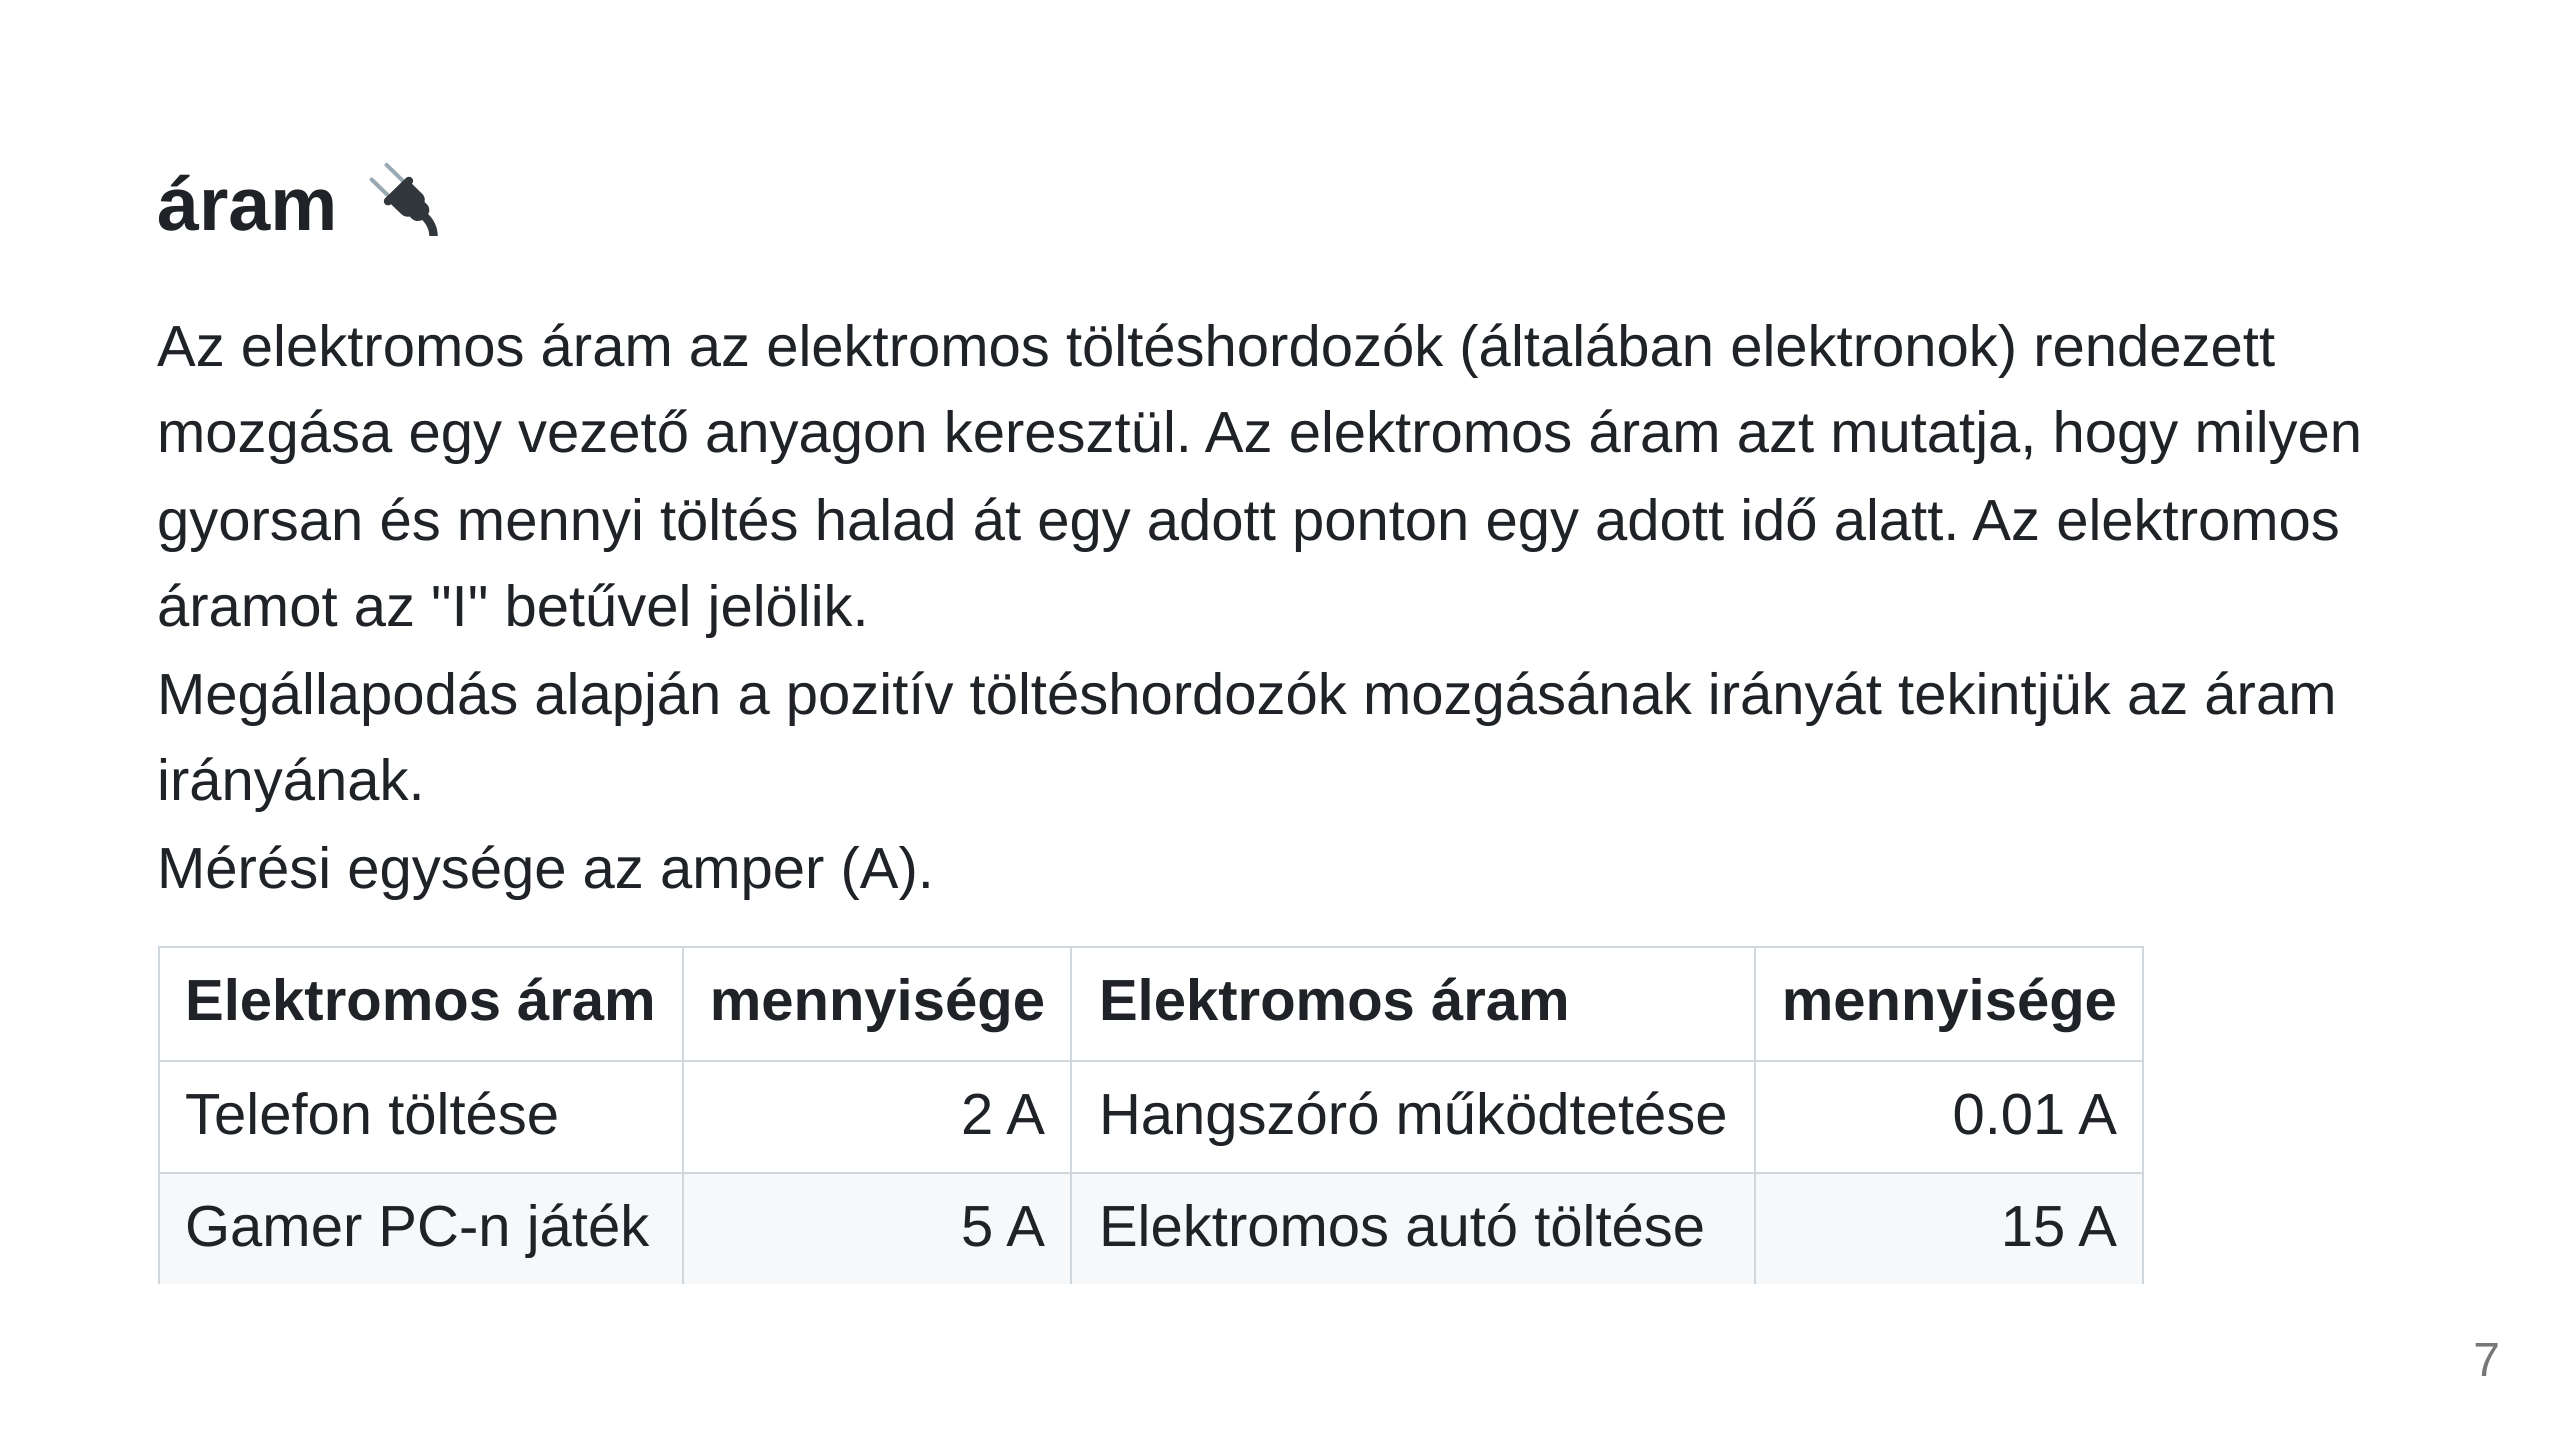 áram 🔌
Az elektromos áram az elektromos töltéshordozók (általában elektronok) rendezett
mozgása egy vezető anyagon keresztül. Az elektromos áram azt mutatja, hogy milyen
gyorsan és mennyi töltés halad át egy adott ponton egy adott idő alatt. Az elektromos
áramot az "I" betűvel jelölik.
Megállapodás alapján a pozitív töltéshordozók mozgásának irányát tekintjük az áram
irányának.
Mérési egysége az amper (A).
Elektromos áram mennyisége Elektromos áram mennyisége
Telefon töltése 2 A Hangszóró működtetése 0.01 A
Gamer PC-n játék 5 A Elektromos autó töltése 15 A
7